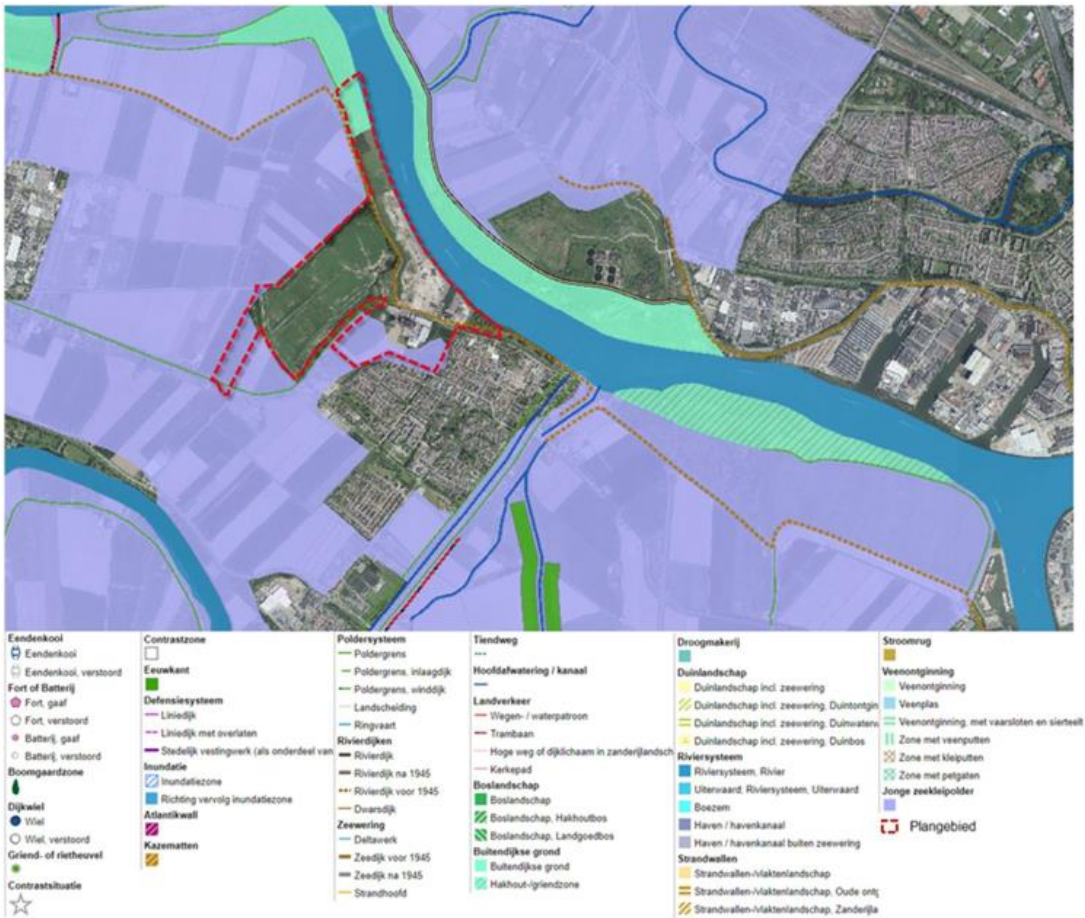 Eendenkooi
Eendenkooi
Eendenkooi, verstoord
Fort of Batterij
Fort, gaaf
Fort, verstoord
Batterij, gaaf
Batterij, verstoord
Boomgaardzone
Dijkwiel
Wiel
Wiel, verstoord
Griend- of rietheuvel
Contrastsituatie
Contrastzone
Eeuwkant
Defensiesysteem
Liniedijk
Liniedijk met overlaten
Stedelijk vestingwerk (als onderdeel van
Inundatie
Inundatiezone
Richting vervolg inundatiezone
Atlantikwall
Kazematten
Poldersysteem
Poldergrens
Poldergrens, inlaagdijk
Poldergrens, winddijk
Landscheiding
Ringvaart
Rivierdijken
Rivierdijk
Rivierdijk na 1945
Rivierdijk voor 1945
Dwarsdijk
Zeewering
Deltawerk
Zeedijk voor 1945
Zeedijk na 1945
Strandhoofd
Tiendweg
Hoofdafwatering / kanaal
Landverkeer
Wegen- / waterpatroon
Trambaan
Hoge weg of dijklichaam in zanderijlandsch
Kerkepad
Boslandschap
Boslandschap
Boslandschap, Hakhoutbos
Boslandschap, Landgoedbos
Buitendijkse grond
Buitendijkse grond
Hakhout-/griendzone
Droogmakerij
Duinlandschap
Duinlandschap incl. zeewering
Duinlandschap incl. zeewering, Duintontgin
Duinlandschap incl. zeewering, Duinwaterw
Duinlandschap incl. zeewering, Duinbos
Riviersysteem
Riviersysteem, Rivier
Uiterwaard, Riviersysteem, Uiterwaard
Boezem
Haven / havenkanaal
Haven / havenkanaal buiten zeewering
Strandwallen
Strandwallen-/vlaktenlandschap
Strandwallen-/vlaktenlandschap, Oude ontg
Strandwallen-/vlaktenlandschap, Zanderijla
Stroomrug
Veenontginning
Veenontginning
Veenplas
Veenontginning, met vaarsloten en sierteelt
Zone met veenputten
Zone met kleiputten
Zone met petgaten
Jonge zeekleipolder
Plangebied